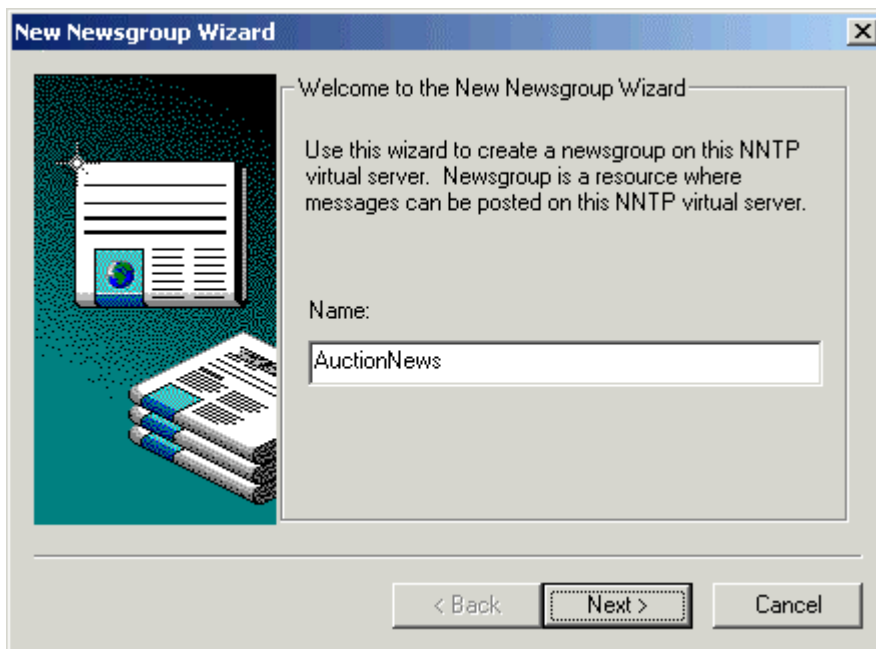 New Newsgroup Wizard
Welcome to the New Newsgroup Wizard
Use this wizard to create a newsgroup on this NNTP
virtual server. Newsgroup is a resource where
messages can be posted on this NNTP virtual server.
Name:
AuctionNews
< Back
Next >
Cancel